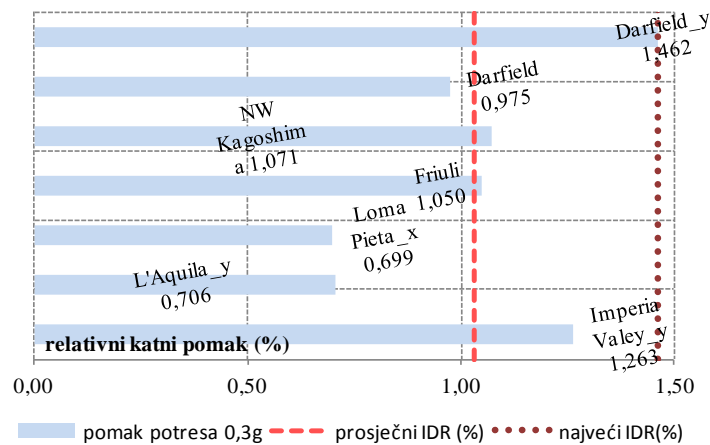 Darfield_y
1,462
Darfield
0,975
NW
Kagoshim
a 1,071
Friuli
1,050
Loma
Pieta_x
0,699
L'Aquila_y
0,706
Imperia
Valey_y
1,263
relativni katni pomak (%)
0,00 0,50 1,00 1,50
pomak potresa 0,3g prosječni IDR (%) najveći IDR(%)